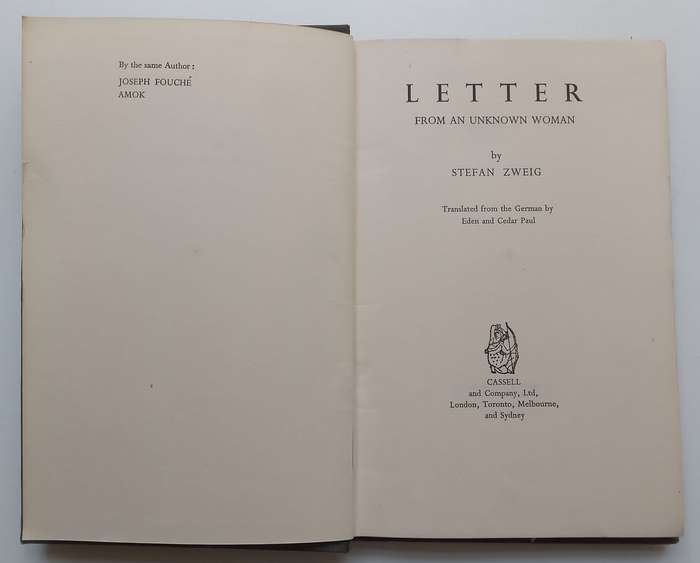 By the same Author :
JOSEPH FOUCHÉ
AMOK
LETTER
FROM AN UNKNOWN WOMAN
by
STEFAN ZWEIG
Translated from the German by
Eden and Cedar Paul
CASSELL
and Company, Ltd,
London, Toronto, Melbourne,
and Sydney